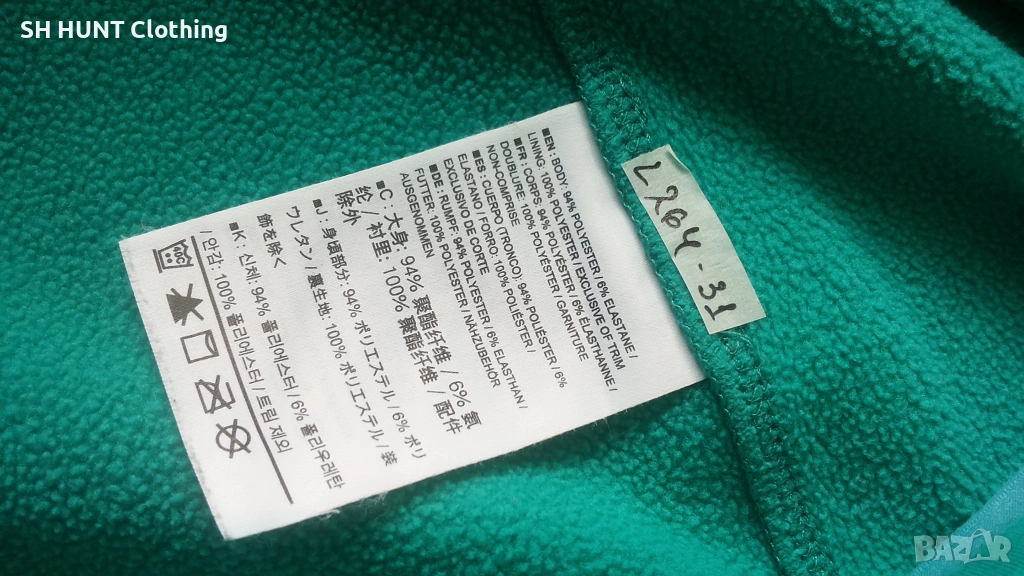 SH HUNT Clothing
■EN : BODY: 94% POLYESTER / 6% ELASTANE /
LINING: 100% POLYESTER / EXCLUSIVE OF TRIM
■FR : CORPS: 94% POLYESTER / 6% ELASTHANNE /
DOUBLURE: 100% POLYESTER / GARNITURE
NON-COMPRISE
■ES : CUERPO (TRONCO): 94% POLIÉSTER / 6%
ELASTANO / FORRO: 100% POLIÉSTER /
EXCLUSIVO DE CORTE
■DE : RUMPF: 94% POLYESTER / 6% ELASTHAN /
FUTTER: 100% POLYESTER / NÄHZUBEHÖR
AUSGENOMMEN
■C: 大身: 94% 聚酯纤维 / 6% 氨
纶 / 衬里: 100% 聚酯纤维 / 配件
除外
■J : 身頃部分: 94% ポリエステル / 6% ポリ
ウレタン / 裏生地: 100% ポリエステル / 装
飾を除く
■K : 신체: 94% 폴리에스터 / 6% 폴리우레탄
/ 안감: 100% 폴리에스터 / 트림 제외
L 264-31
BAZAR